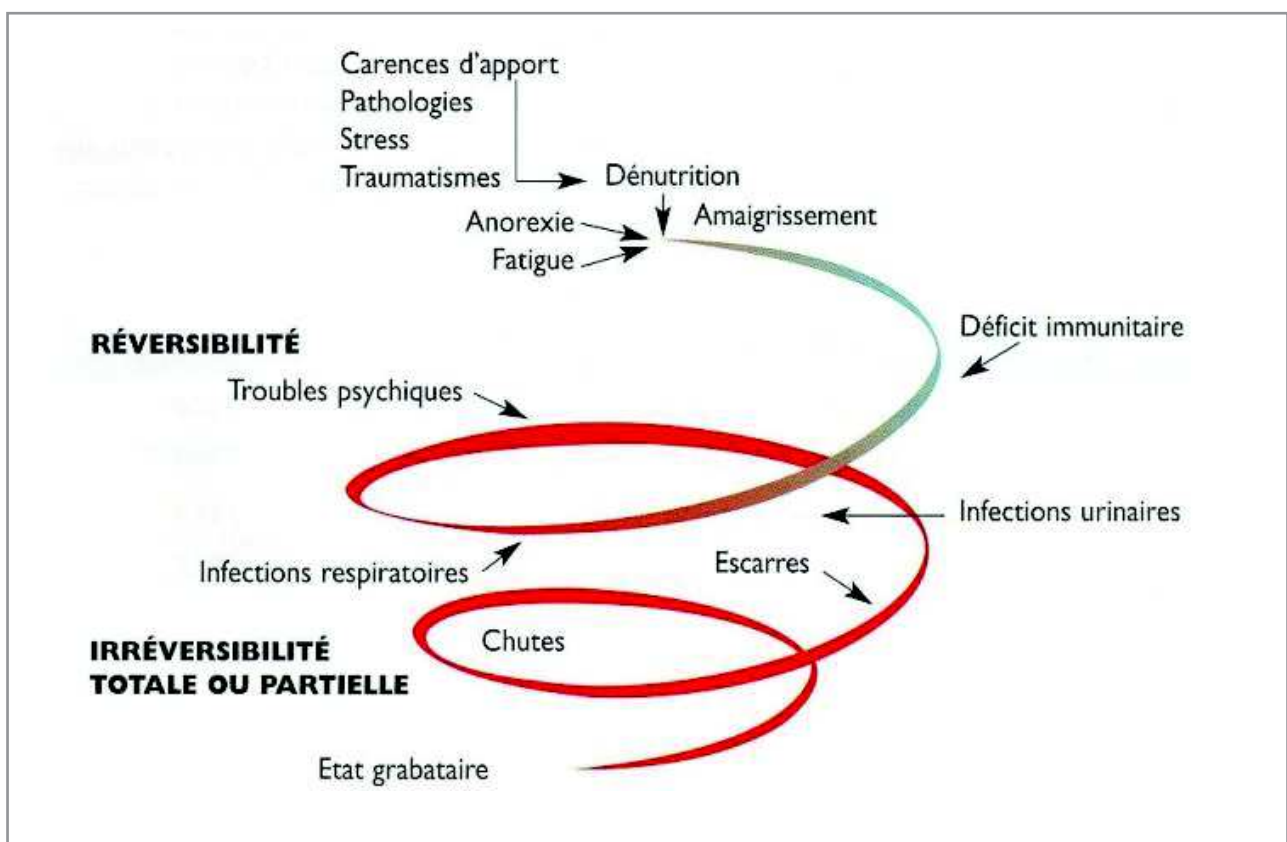 Carences d'apport
Pathologies
Stress
Traumatismes
Dénutrition
Anorexie
Amaigrissement
Fatigue
Déficit immunitaire
RÉVERSIBILITÉ
Troubles psychiques
Infections urinaires
Escarres
Infections respiratoires
Chutes
IRRÉVERSIBILITÉ
TOTALE OU PARTIELLE
Etat grabataire